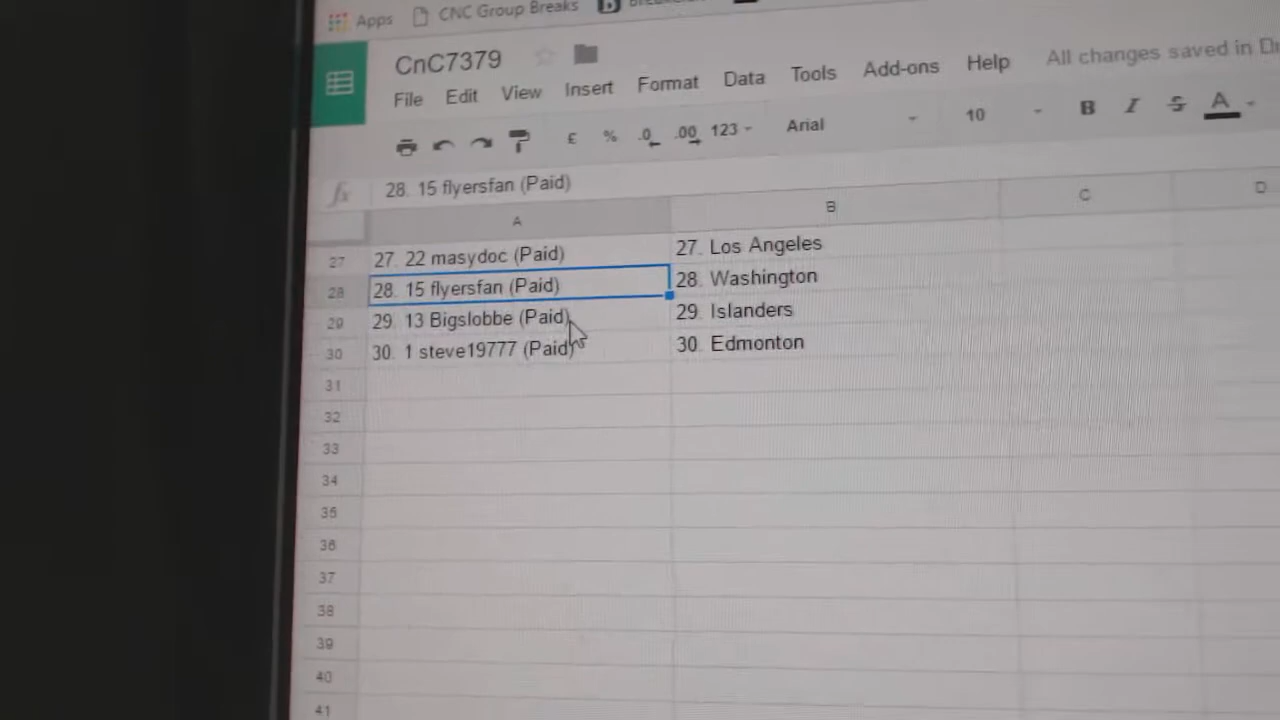 Apps CNC Group Breaks
CnC7379
File Edit View Insert Format Data Tools Add-ons Help All changes saved in
£ % .0 .00 123 Arial 10 B I S A
fx 28. 15 flyersfan (Paid)
A B C D
27 27. 22 masydoc (Paid) 27. Los Angeles
28 28. 15 flyersfan (Paid) 28. Washington
29 29. 13 Bigslobbe (Paid) 29. Islanders
30 30. 1 steve19777 (Paid) 30. Edmonton
31
32
33
34
35
36
37
38
39
40
41